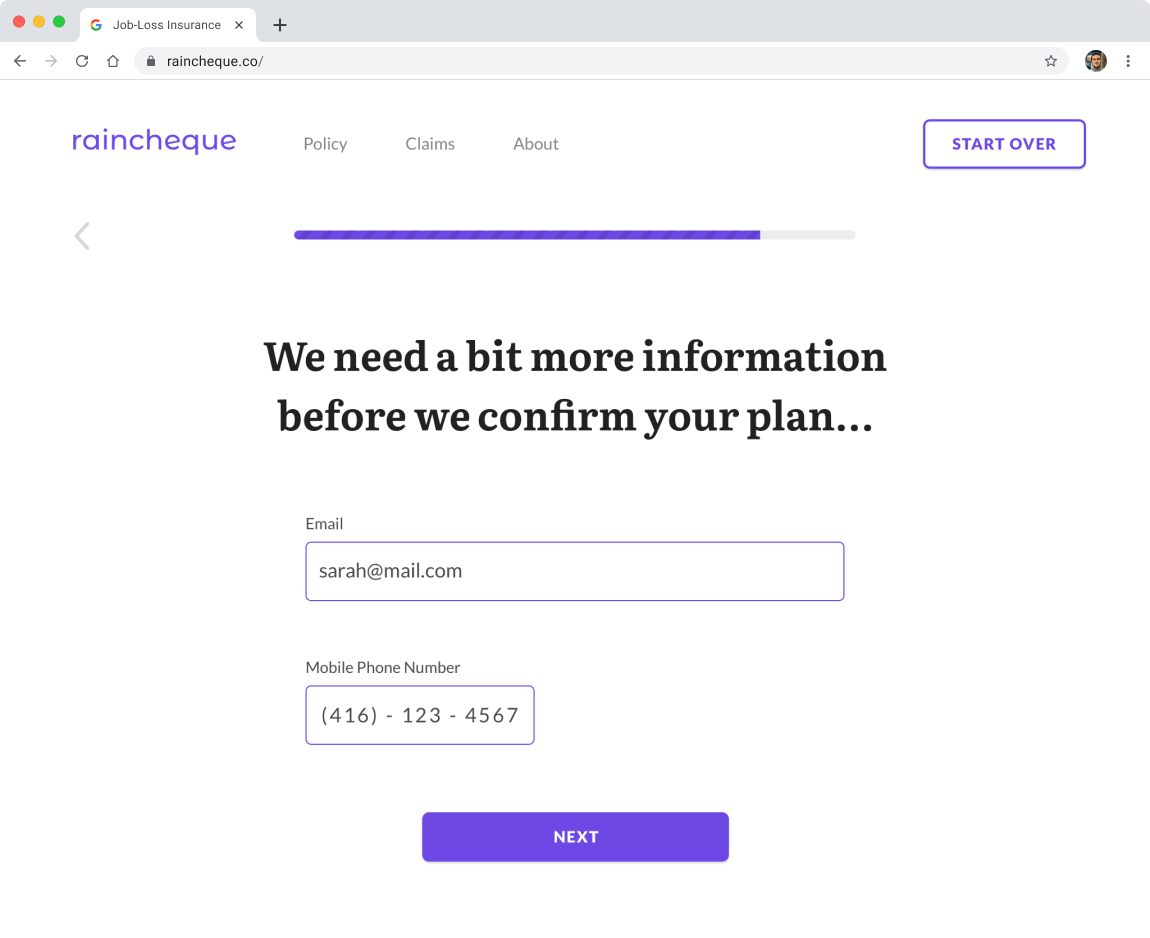 Job-Loss Insurance
raincheque.co/
raincheque
Policy
Claims
About
START OVER
We need a bit more information
before we confirm your plan...
Email
sarah@mail.com
Mobile Phone Number
(416) - 123 - 4567
NEXT